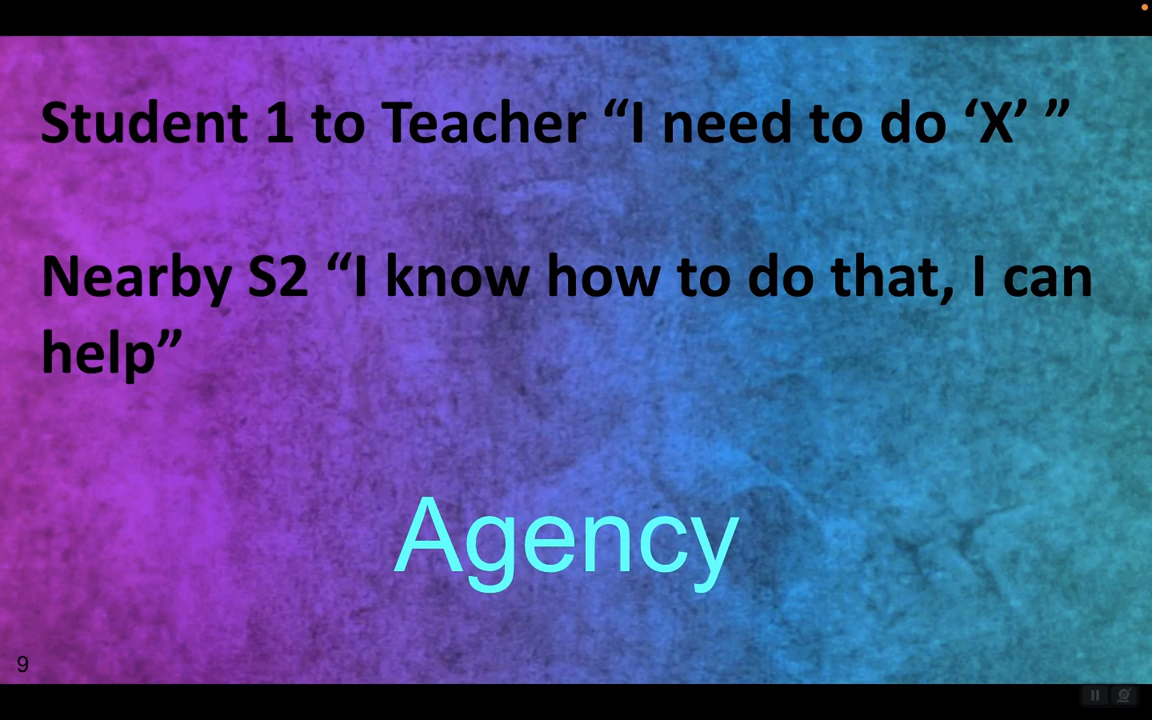 Student 1 to Teacher “I need to do ‘X’ ”
Nearby S2 “I know how to do that, I can
help”
Agency
9